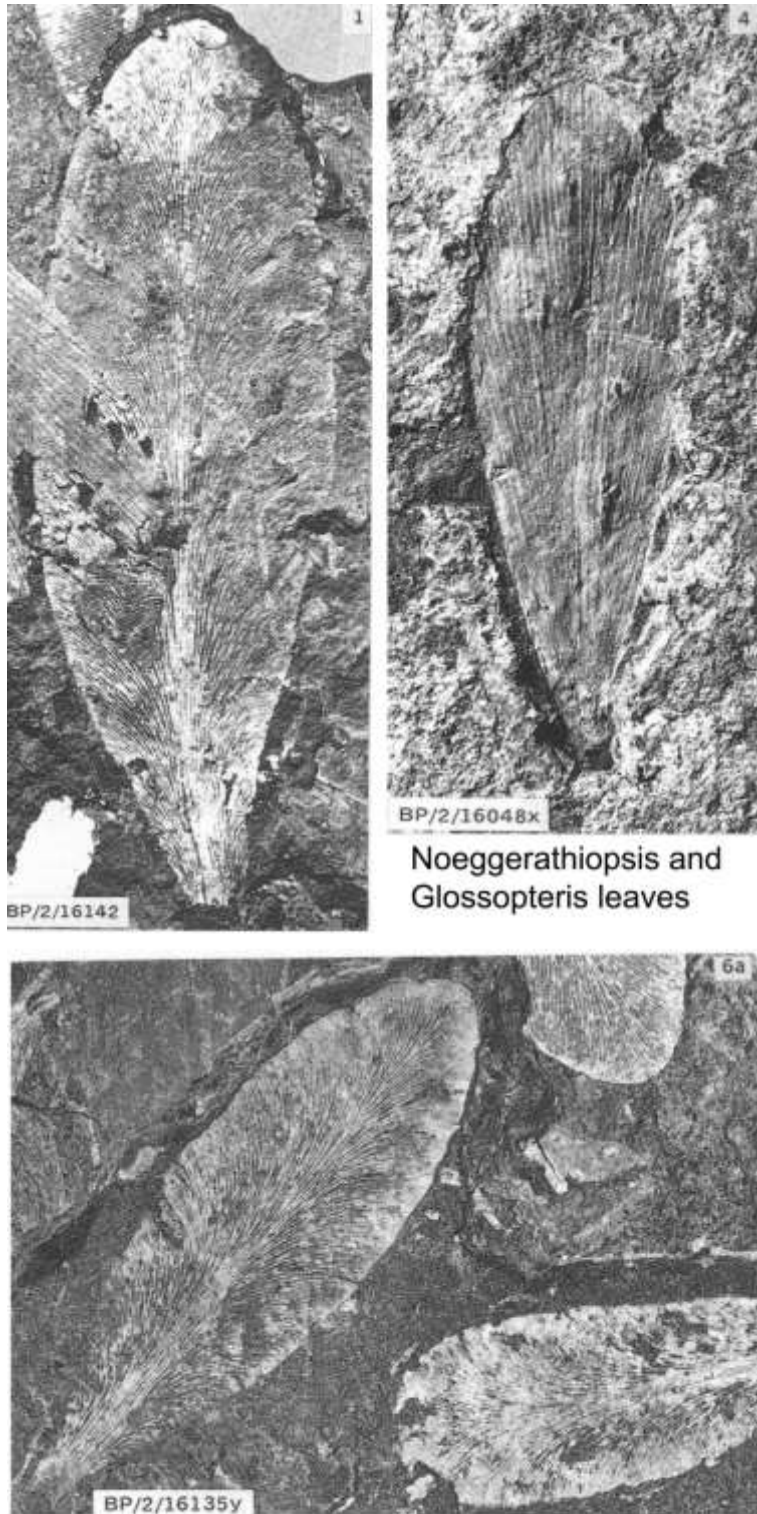 1
BP/2/16142
4
BP/2/16048x
Noeggerathiopsis and
Glossopteris leaves
6a
BP/2/16135y